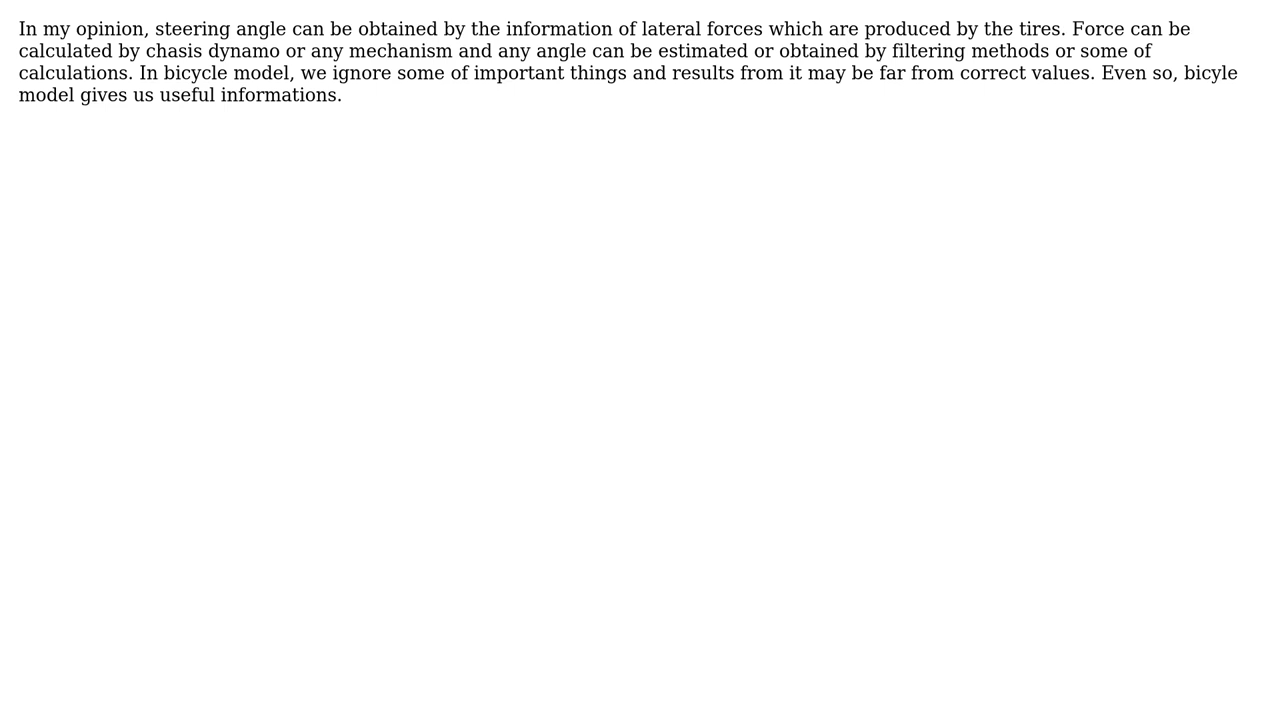 In my opinion, steering angle can be obtained by the information of lateral forces which are produced by the tires. Force can be
calculated by chasis dynamo or any mechanism and any angle can be estimated or obtained by filtering methods or some of
calculations. In bicycle model, we ignore some of important things and results from it may be far from correct values. Even so, bicyle
model gives us useful informations.